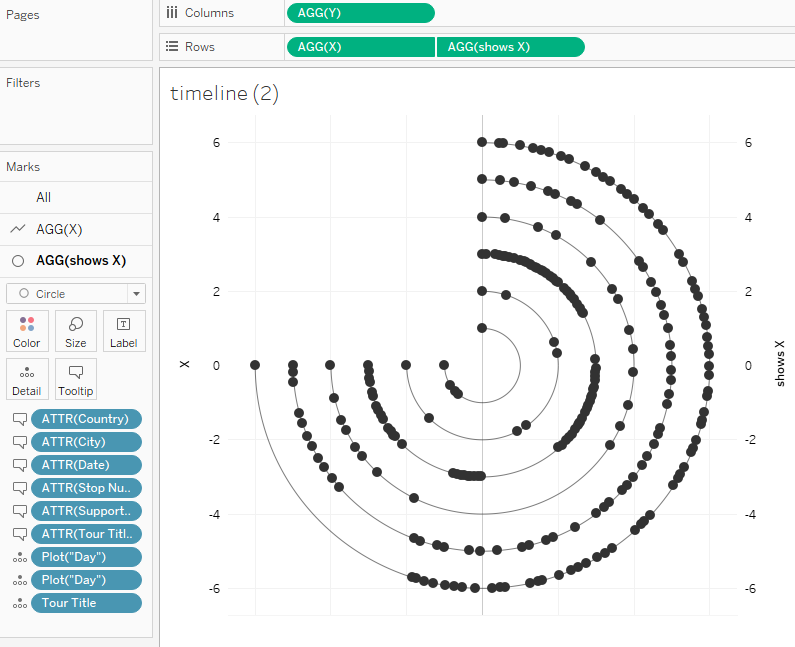 Pages
Columns
AGG(Y)
Rows
AGG(X)
AGG(shows X)
Filters
Marks
All
AGG(X)
AGG(shows X)
Circle
Color
Size
Label
Detail
Tooltip
ATTR(Country)
ATTR(City)
ATTR(Date)
ATTR(Stop Nu..
ATTR(Support..
ATTR(Tour Titl..
Plot("Day")
Plot("Day")
Tour Title
timeline (2)
6
4
2
0
-2
-4
-6
X
6
4
2
0
-2
-4
-6
shows X